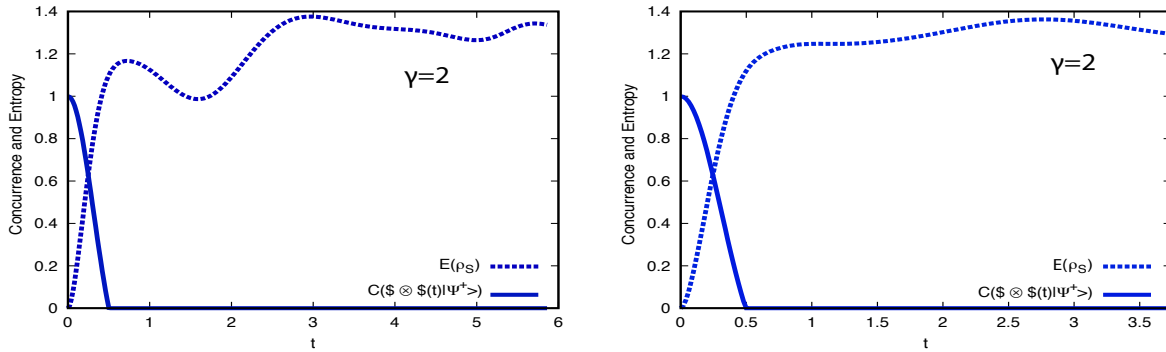 Concurrence and Entropy
1.4
1.2
1
0.8
0.6
0.4
0.2
0
γ=2
E(ρS)
C($ ⊗ $(t)|Ψ+>)
0 1 2 3 4 5 6
t
Concurrence and Entropy
1.4
1.2
1
0.8
0.6
0.4
0.2
0
γ=2
E(ρS)
C($ ⊗ $(t)|Ψ+>)
0 0.5 1 1.5 2 2.5 3 3.5
t